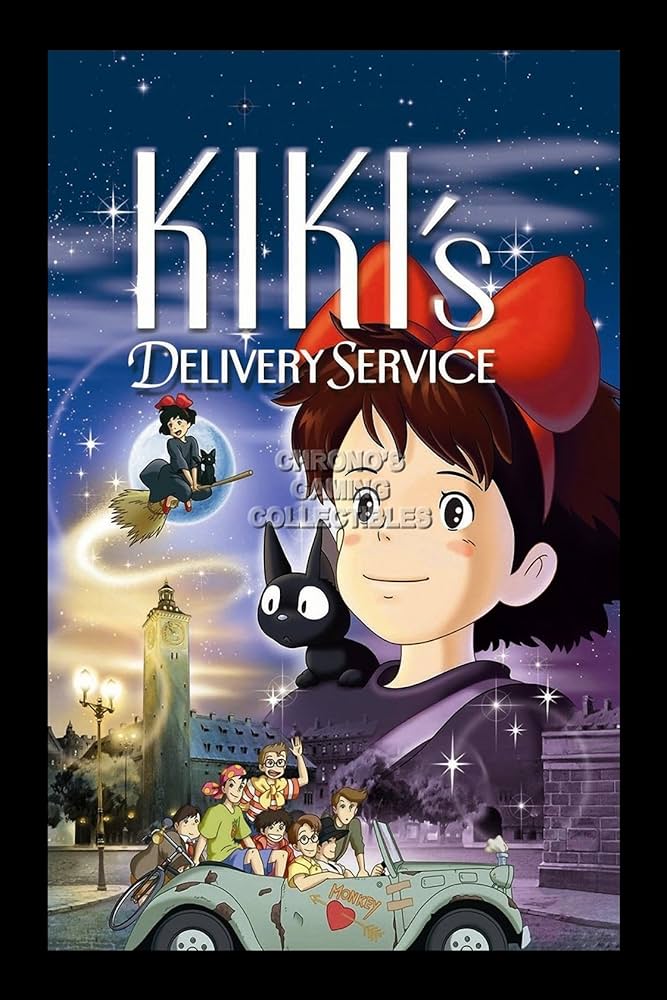 KIKI's
DELIVERY SERVICE
CHRONO'S
GAMING
COLLECTIBLES
MONKEY